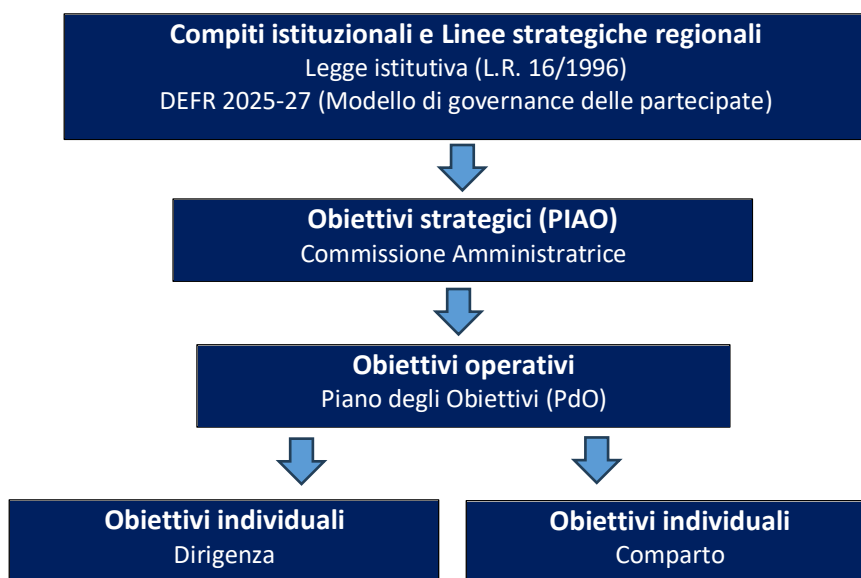 Compiti istituzionali e Linee strategiche regionali
Legge istitutiva (L.R. 16/1996)
DEFR 2025-27 (Modello di governance delle partecipate)
Obiettivi strategici (PIAO)
Commissione Amministratrice
Obiettivi operativi
Piano degli Obiettivi (PdO)
Obiettivi individuali
Dirigenza
Obiettivi individuali
Comparto